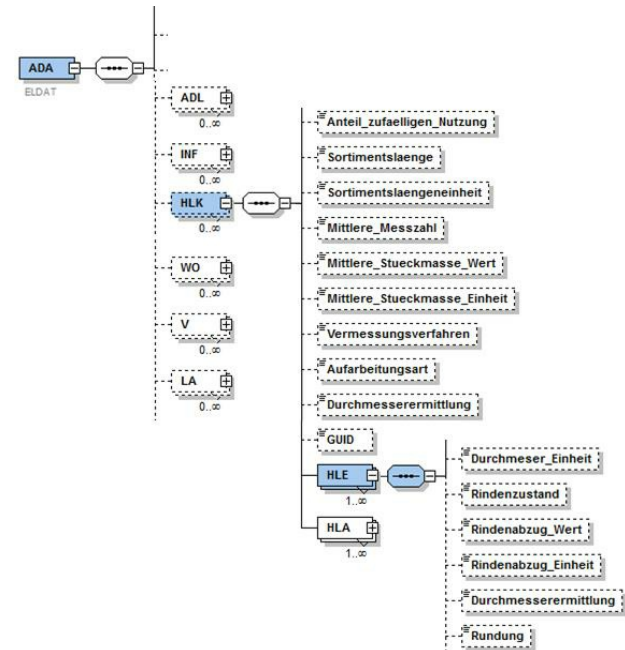 ADA
ELDAT
ADL
0..∞
INF
0..∞
HLK
0..∞
WO
0..∞
V
0..∞
LA
0..∞
Anteil_zufaelligen_Nutzung
Sortimentslaenge
Sortimentslaengeneinheit
Mittlere_Messzahl
Mittlere_Stueckmasse_Wert
Mittlere_Stueckmasse_Einheit
Vermessungsverfahren
Aufarbeitungsart
Durchmesserermittlung
GUID
HLE
1..∞
HLA
1..∞
Durchmeser_Einheit
Rindenzustand
Rindenabzug_Wert
Rindenabzug_Einheit
Durchmesserermittlung
Rundung